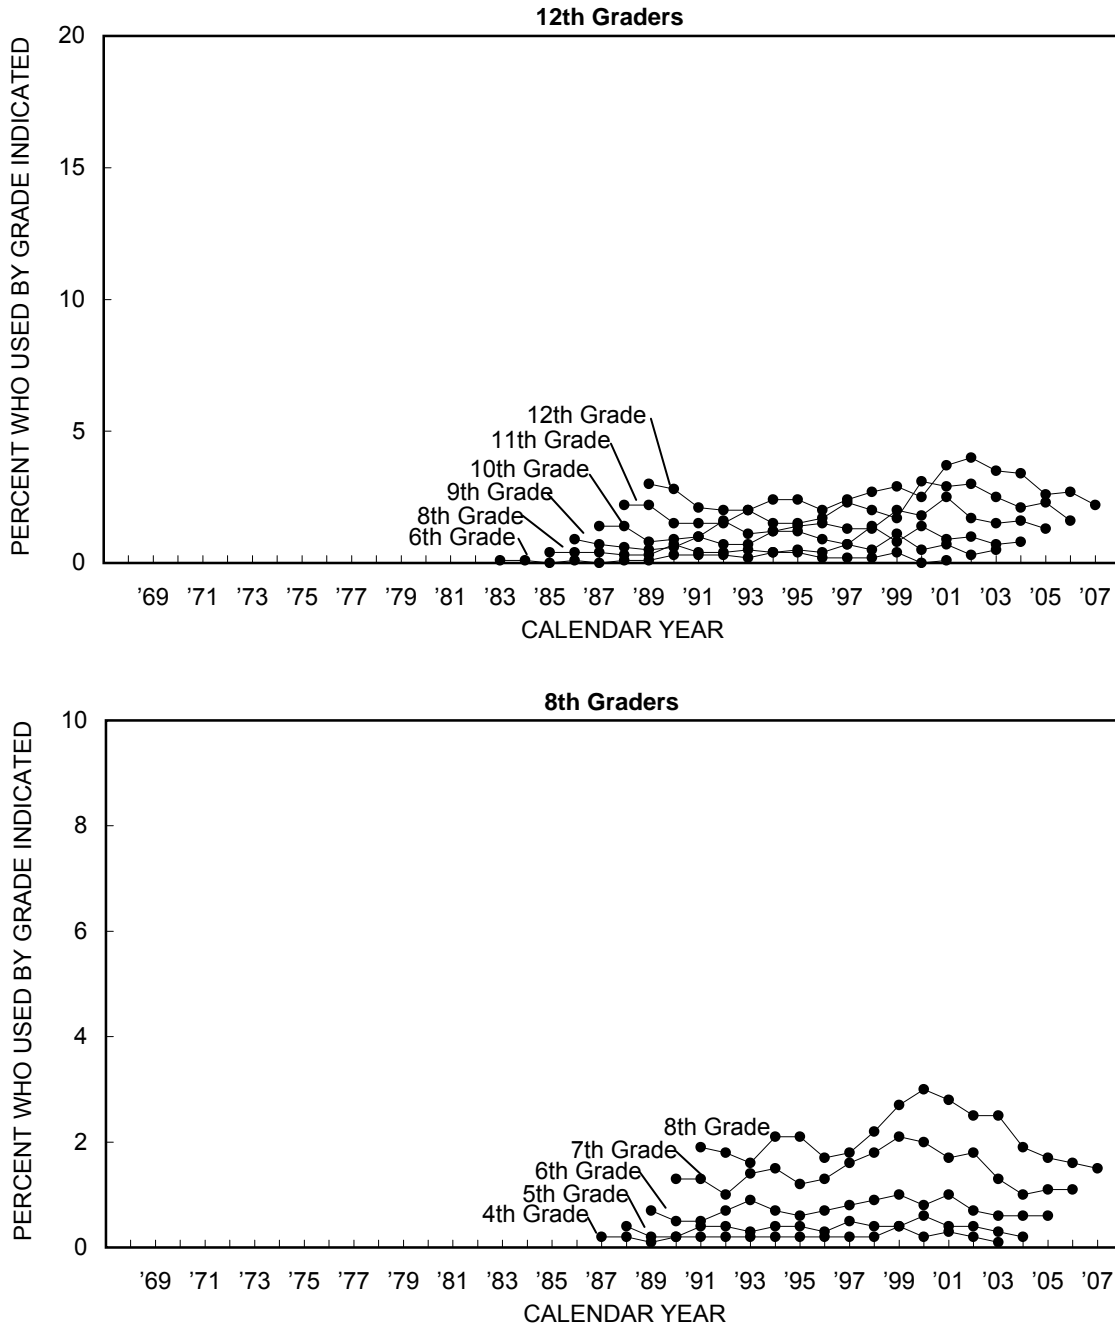 12th Graders
PERCENT WHO USED BY GRADE INDICATED
20
15
10
5
0
12th Grade
11th Grade
10th Grade
9th Grade
8th Grade
6th Grade
’69 ’71 ’73 ’75 ’77 ’79 ’81 ’83 ’85 ’87 ’89 ’91 ’93 ’95 ’97 ’99 ’01 ’03 ’05 ’07
CALENDAR YEAR
8th Graders
PERCENT WHO USED BY GRADE INDICATED
10
8
6
4
2
0
8th Grade
7th Grade
6th Grade
5th Grade
4th Grade
’69 ’71 ’73 ’75 ’77 ’79 ’81 ’83 ’85 ’87 ’89 ’91 ’93 ’95 ’97 ’99 ’01 ’03 ’05 ’07
CALENDAR YEAR